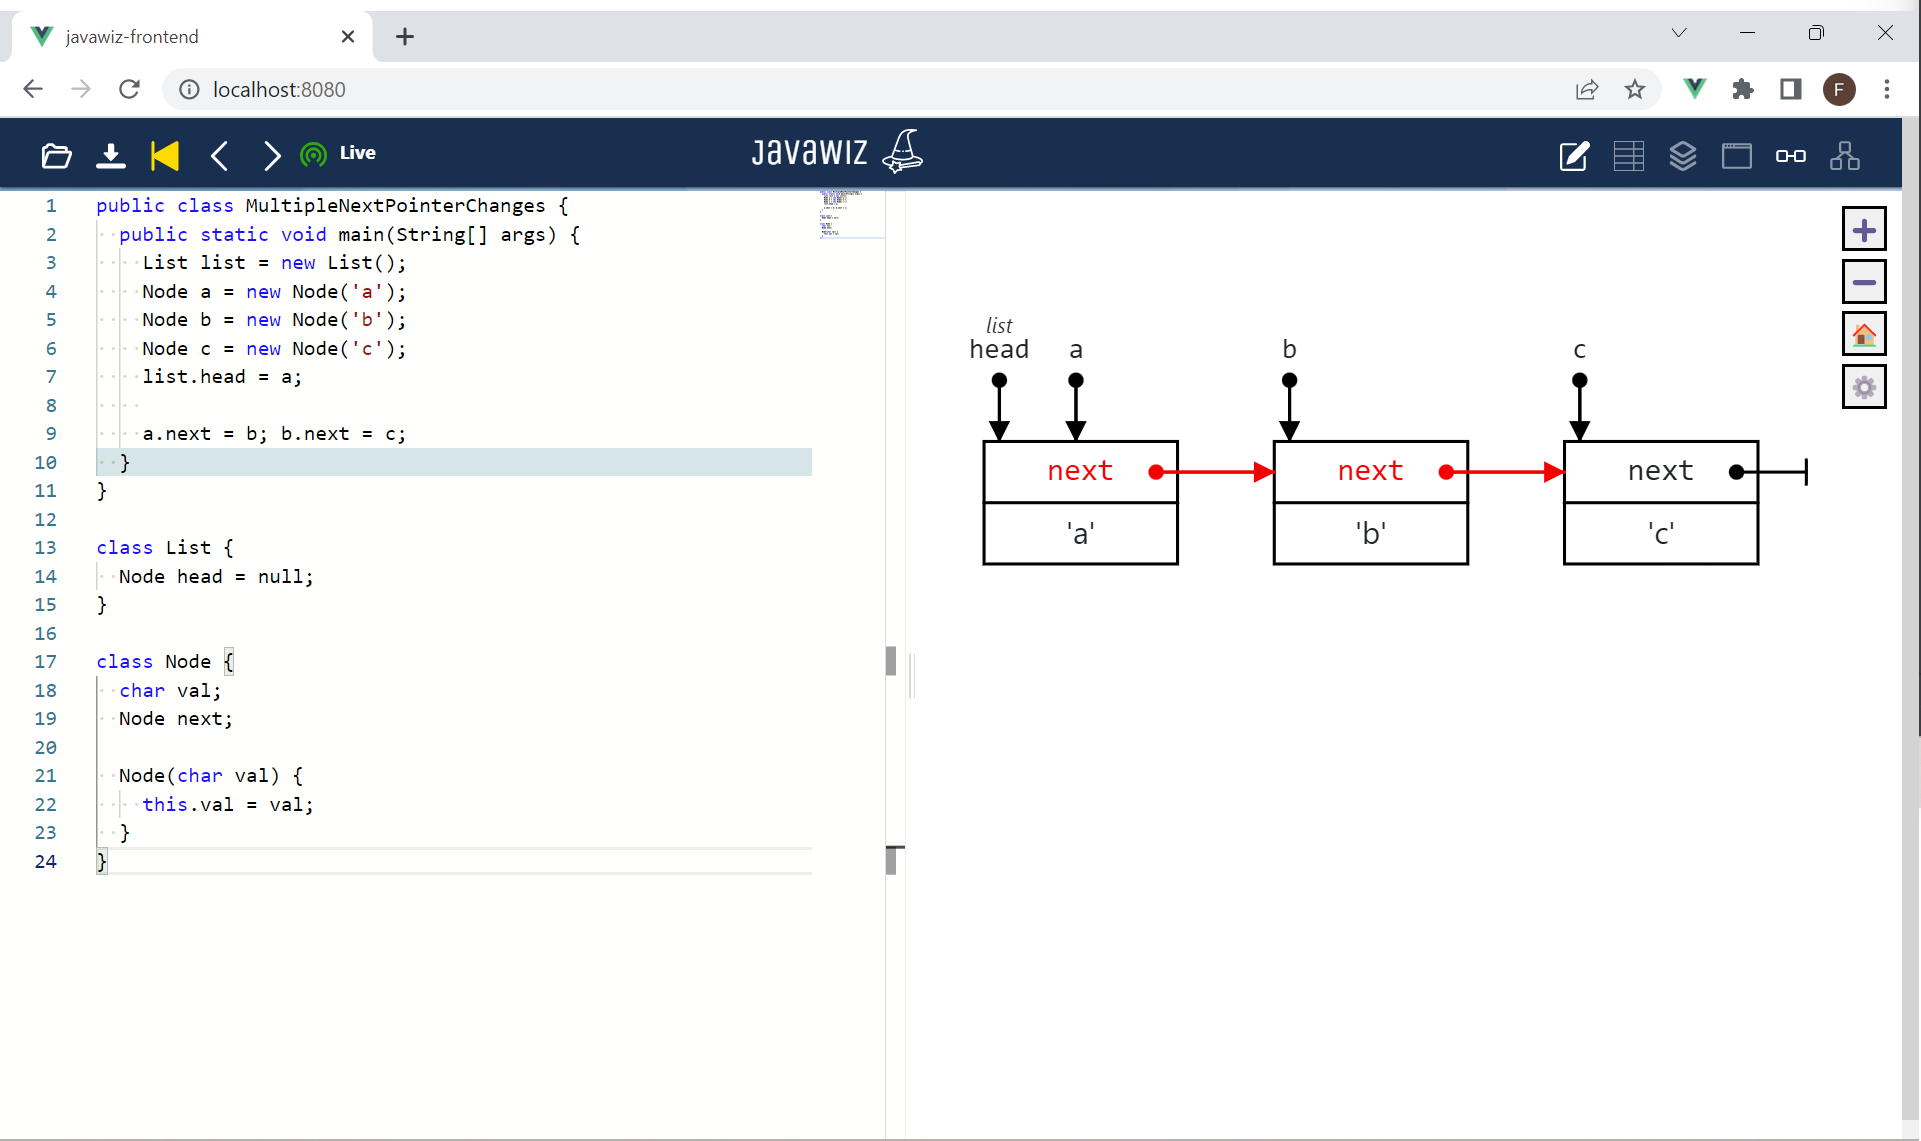 javawiz-frontend
localhost:8080
F
Live
JavaWIZ
1 public class MultipleNextPointerChanges {
2 public static void main(String[] args) {
3 List list = new List();
4 Node a = new Node('a');
5 Node b = new Node('b');
6 Node c = new Node('c');
7 list.head = a;
8
9 a.next = b; b.next = c;
10 }
11 }
12
13 class List {
14 Node head = null;
15 }
16
17 class Node {
18 char val;
19 Node next;
20
21 Node(char val) {
22 this.val = val;
23 }
24 }
list
head a b c
next next next
'a' 'b' 'c'